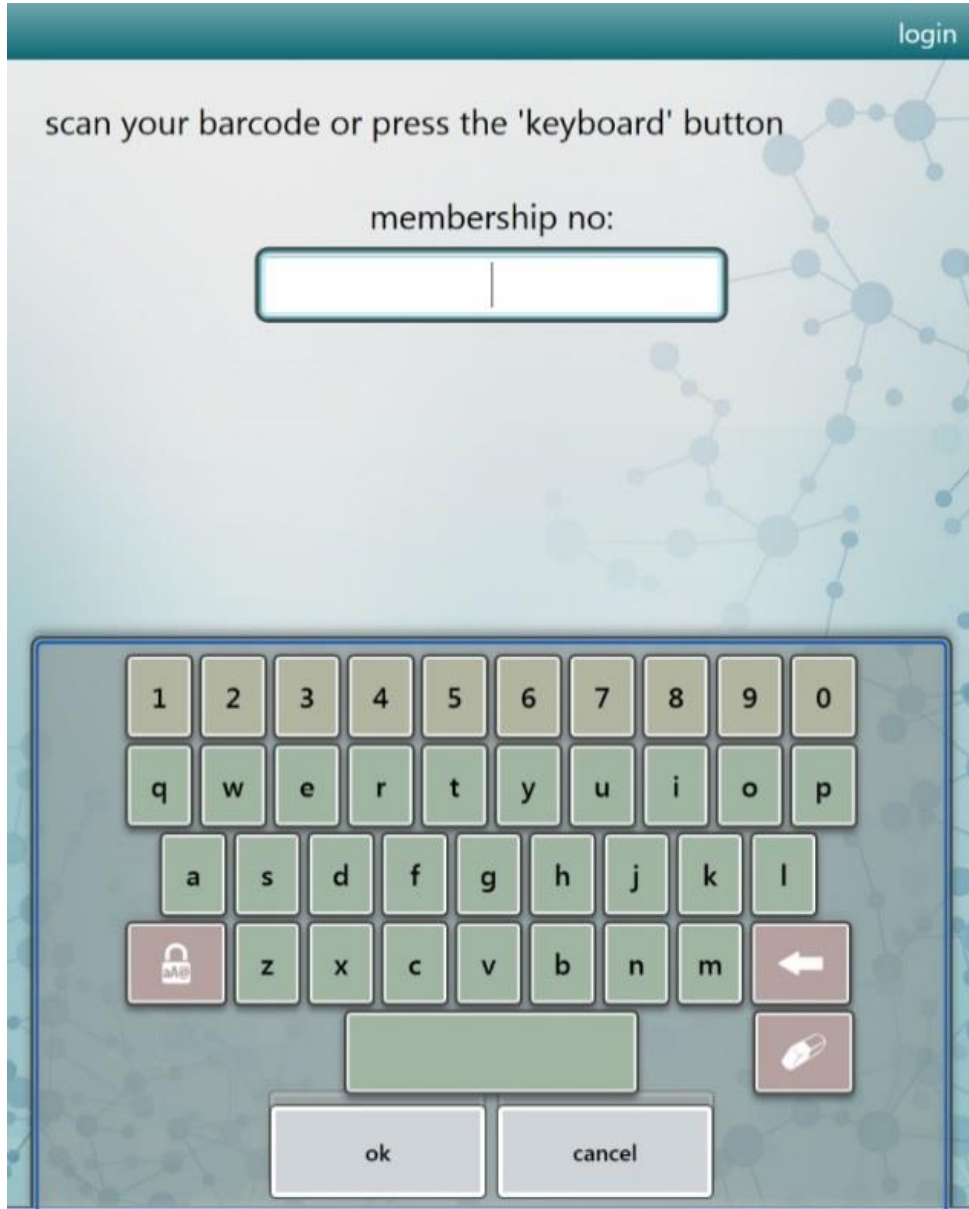 login
scan your barcode or press the 'keyboard' button
membership no:
1 2 3 4 5 6 7 8 9 0
q w e r t y u i o p
a s d f g h j k l
aA@ z x c v b n m
ok cancel